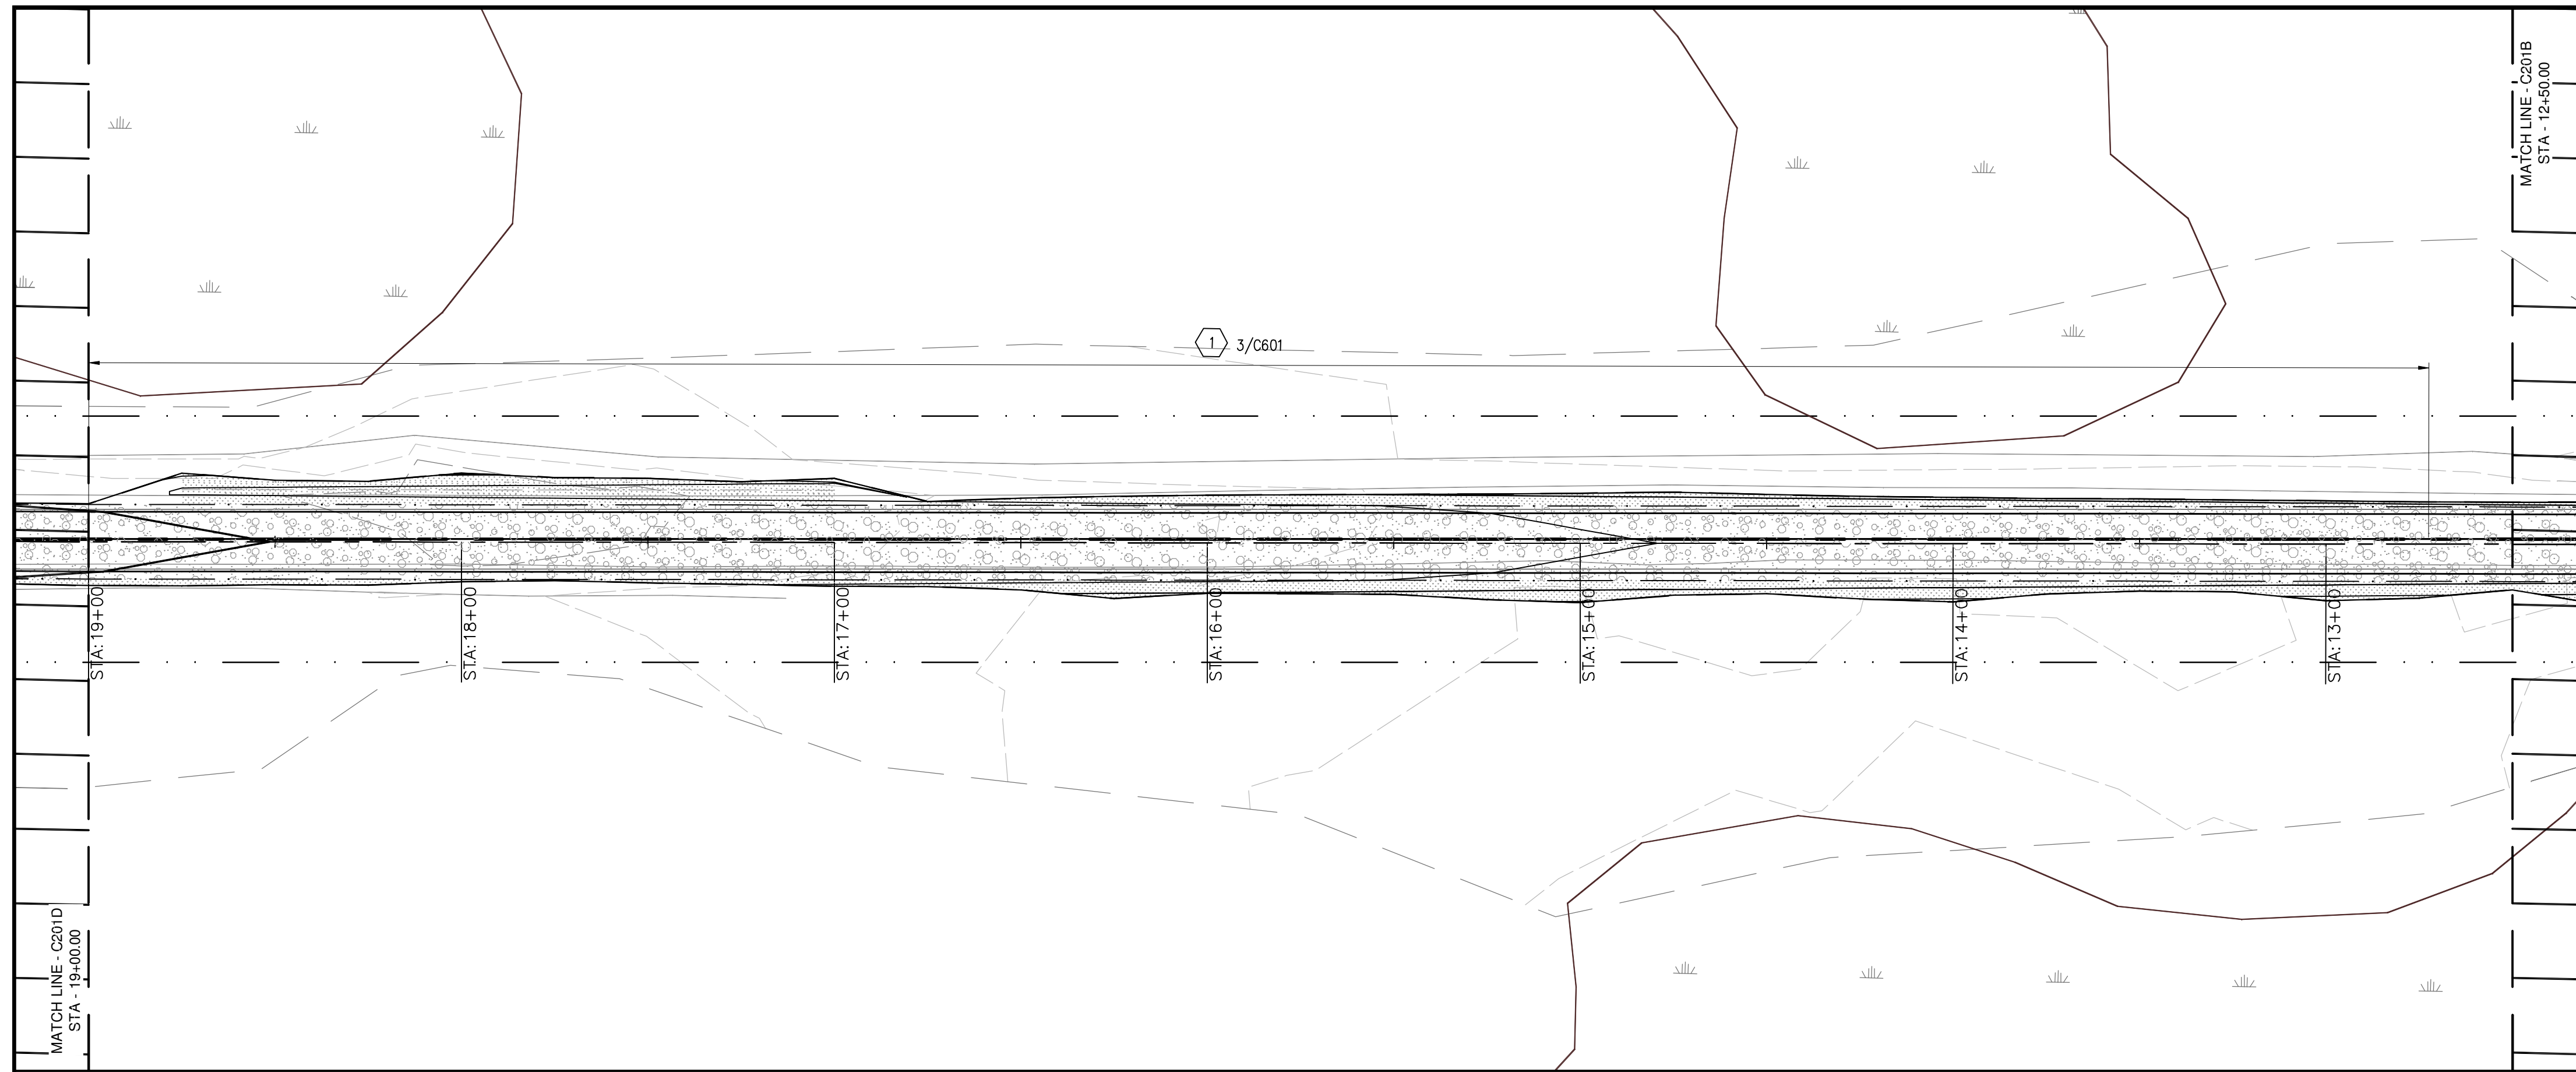 MATCH LINE - C201B
STA - 12+50.00
1 3/C601
STA: 19+00
STA: 18+00
STA: 17+00
STA: 16+00
STA: 15+00
STA: 14+00
STA: 13+00
MATCH LINE - C201D
STA - 19+00.00